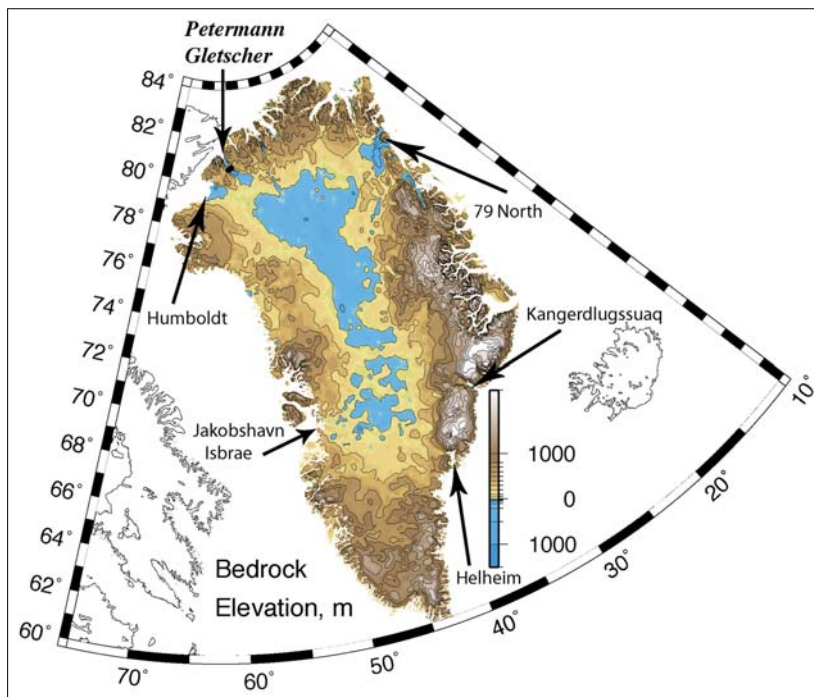 Petermann
Gletscher
84°
82°
80°
78°
76°
74°
72°
70°
68°
66°
64°
62°
60°
79 North
Humboldt
Kangerdlugssuaq
Jakobshavn
Isbrae
1000
0
1000
Helheim
Bedrock
Elevation, m
70°
60°
50°
40°
30°
20°
10°